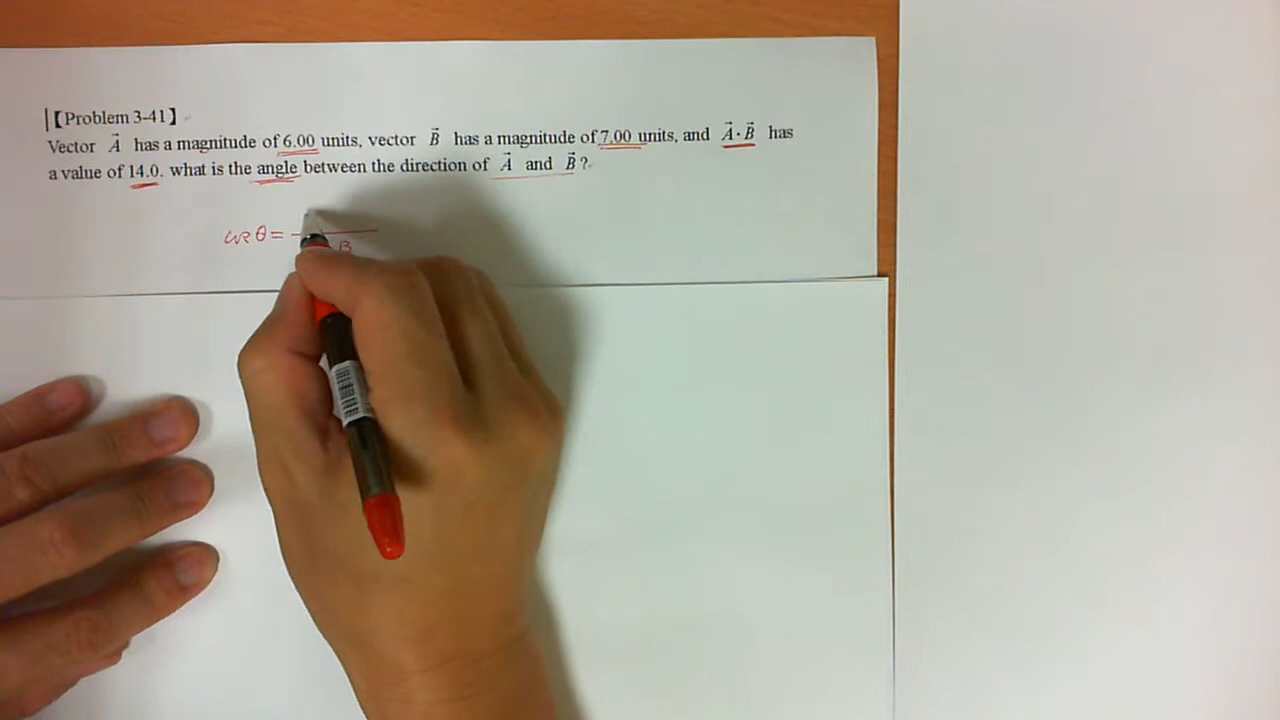 【Problem 3-41】
Vector A⃗ has a magnitude of 6.00 units, vector B⃗ has a magnitude of 7.00 units, and A⃗·B⃗ has
a value of 14.0. what is the angle between the direction of A⃗ and B⃗?
cos θ =
B